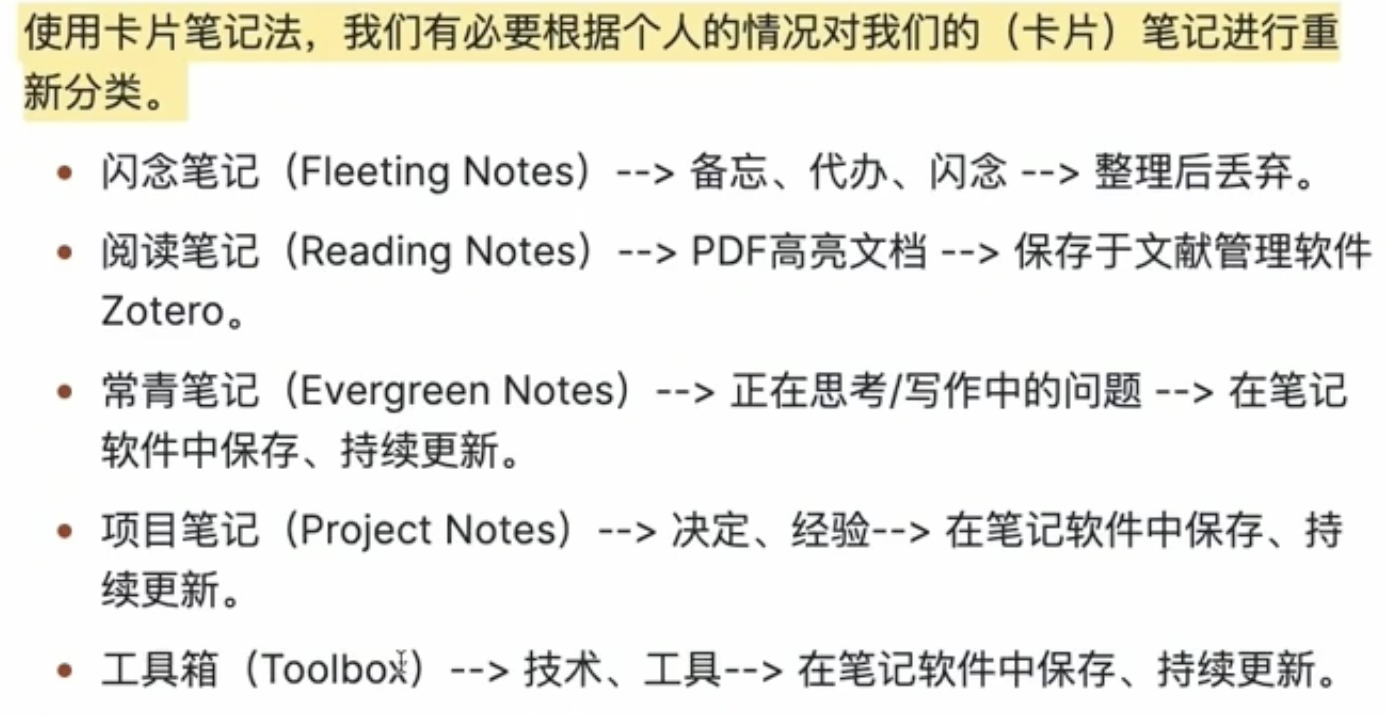 使用卡片笔记法，我们有必要根据个人的情况对我们的（卡片）笔记进行重
新分类。
• 闪念笔记（Fleeting Notes）--> 备忘、代办、闪念 --> 整理后丢弃。
• 阅读笔记（Reading Notes）--> PDF高亮文档 --> 保存于文献管理软件
Zotero。
• 常青笔记（Evergreen Notes）--> 正在思考/写作中的问题 --> 在笔记
软件中保存、持续更新。
• 项目笔记（Project Notes）--> 决定、经验--> 在笔记软件中保存、持
续更新。
• 工具箱（Toolbox）--> 技术、工具--> 在笔记软件中保存、持续更新。